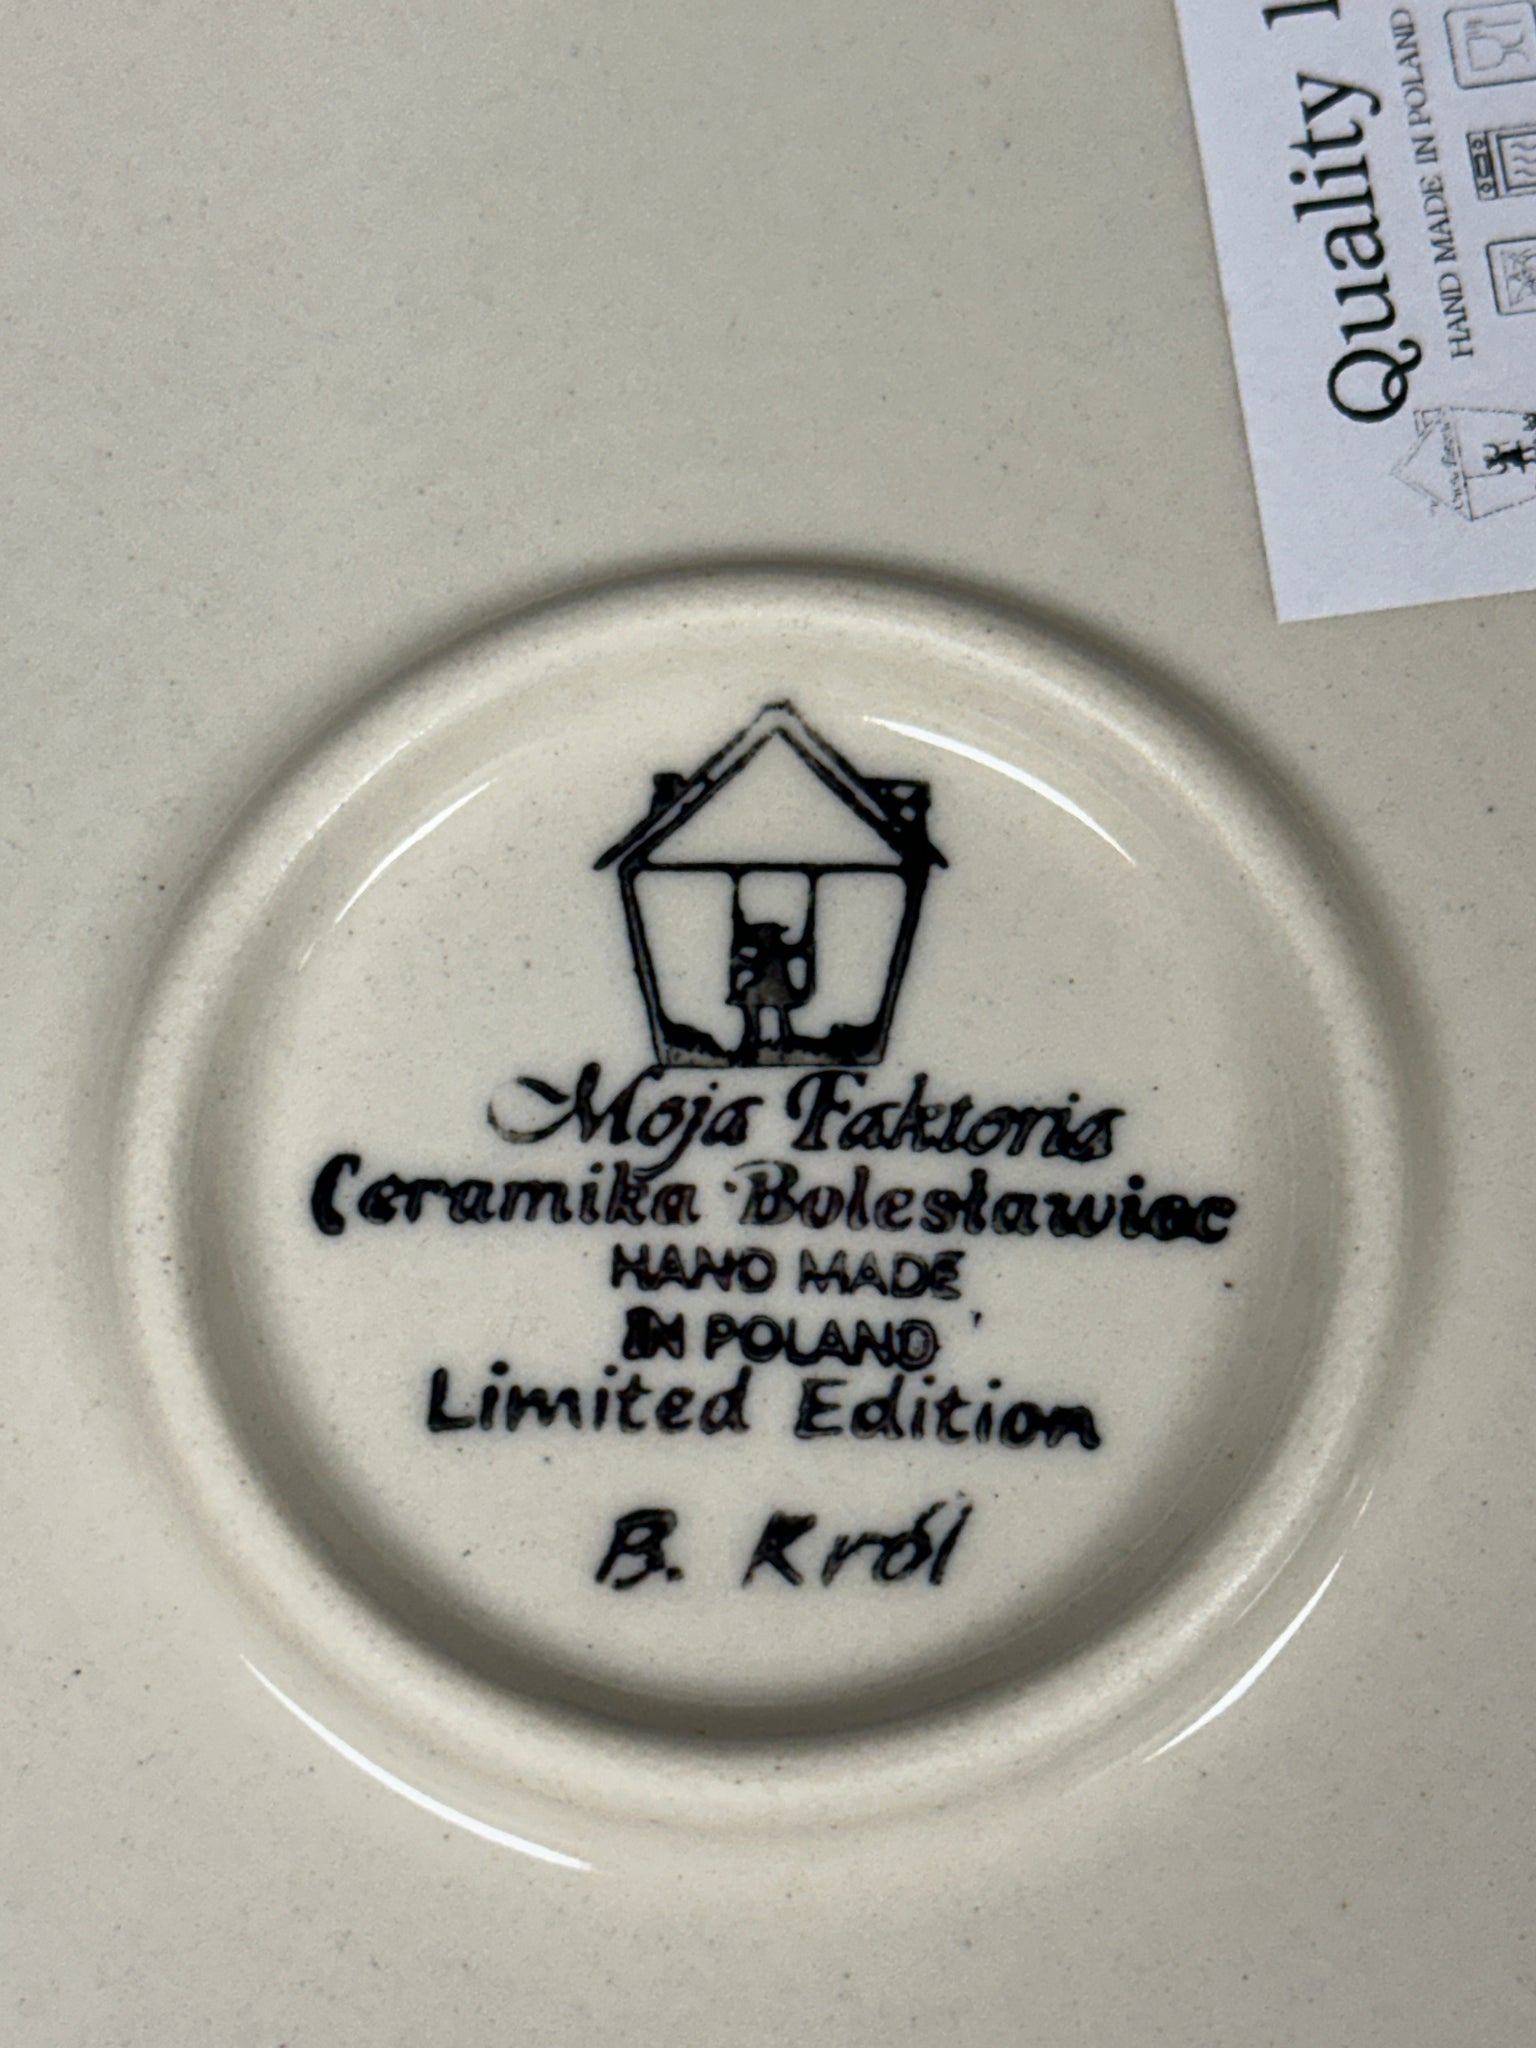 Moja Faktoria
Ceramika Bolesławiec
HAND MADE
IN POLAND
Limited Edition
B. Król
Quality
HAND MADE IN POLAND